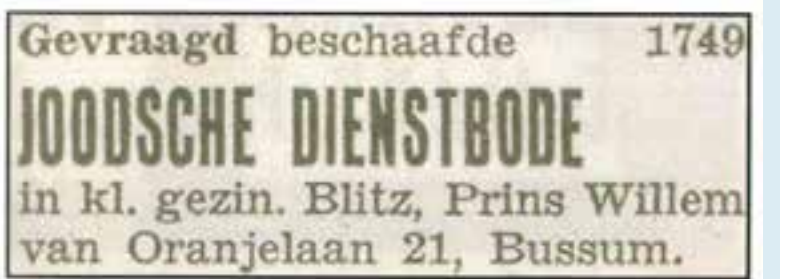 Gevraagd beschaafde 1749
JOODSCHE DIENSTBODE
in kl. gezin. Blitz, Prins Willem
van Oranjelaan 21, Bussum.